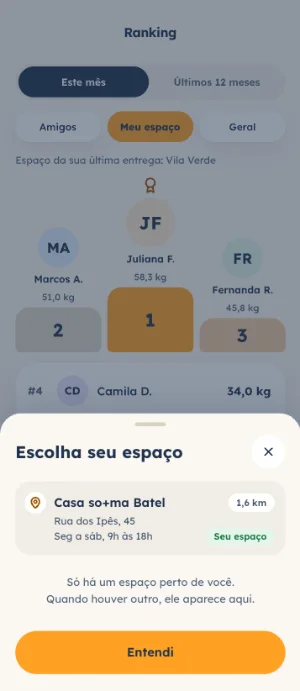 Ranking
Este mês
Últimos 12 meses
Amigos
Meu espaço
Geral
Espaço da sua última entrega: Vila Verde
JF
MA
Juliana F.
FR
Marcos A.
58,3 kg
Fernanda R.
51,0 kg
45,8 kg
2
1
3
#4 CD Camila D. 34,0 kg
Escolha seu espaço
Casa so+ma Batel 1,6 km
Rua dos Ipês, 45
Seg a sáb, 9h às 18h Seu espaço
Só há um espaço perto de você.
Quando houver outro, ele aparece aqui.
Entendi